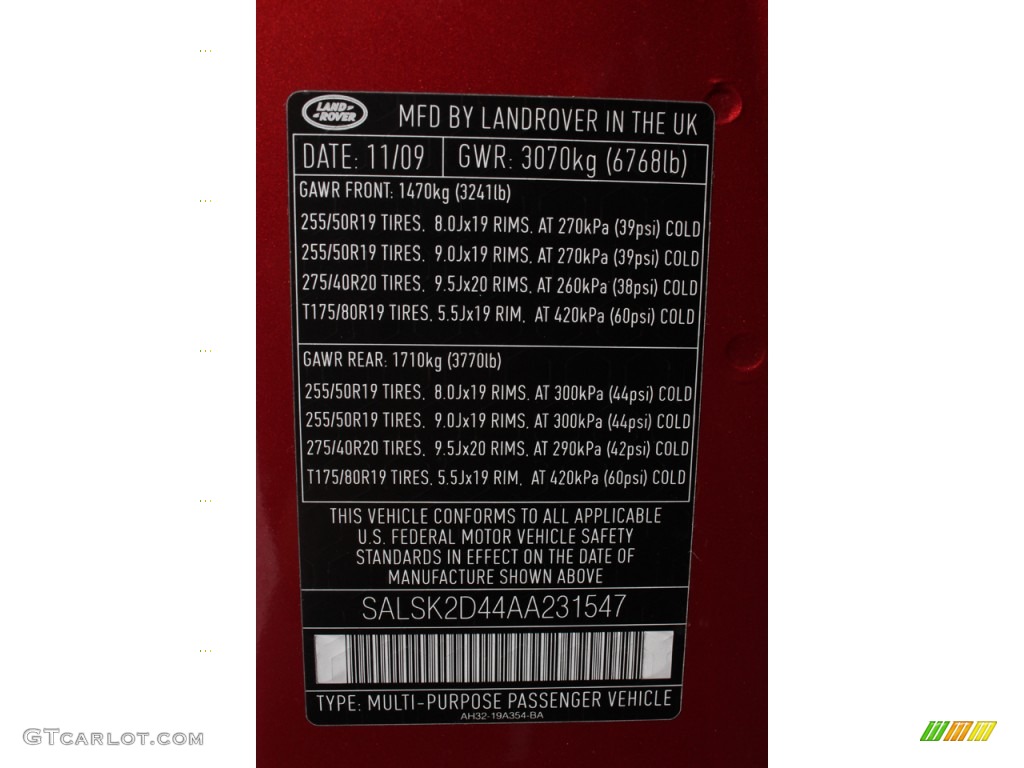 LAND ROVER
MFD BY LANDROVER IN THE UK
DATE: 11/09 GWR: 3070kg (6768lb)
GAWR FRONT: 1470kg (3241lb)
255/50R19 TIRES, 8.0Jx19 RIMS, AT 270kPa (39psi) COLD
255/50R19 TIRES, 9.0Jx19 RIMS, AT 270kPa (39psi) COLD
275/40R20 TIRES, 9.5Jx20 RIMS, AT 260kPa (38psi) COLD
T175/80R19 TIRES, 5.5Jx19 RIM, AT 420kPa (60psi) COLD
GAWR REAR: 1710kg (3770lb)
255/50R19 TIRES, 8.0Jx19 RIMS, AT 300kPa (44psi) COLD
255/50R19 TIRES, 9.0Jx19 RIMS, AT 300kPa (44psi) COLD
275/40R20 TIRES, 9.5Jx20 RIMS, AT 290kPa (42psi) COLD
T175/80R19 TIRES, 5.5Jx19 RIM, AT 420kPa (60psi) COLD
THIS VEHICLE CONFORMS TO ALL APPLICABLE
U.S. FEDERAL MOTOR VEHICLE SAFETY
STANDARDS IN EFFECT ON THE DATE OF
MANUFACTURE SHOWN ABOVE
SALSK2D44AA231547
TYPE: MULTI-PURPOSE PASSENGER VEHICLE
AH32-19A354-BA
GTCARLOT.COM